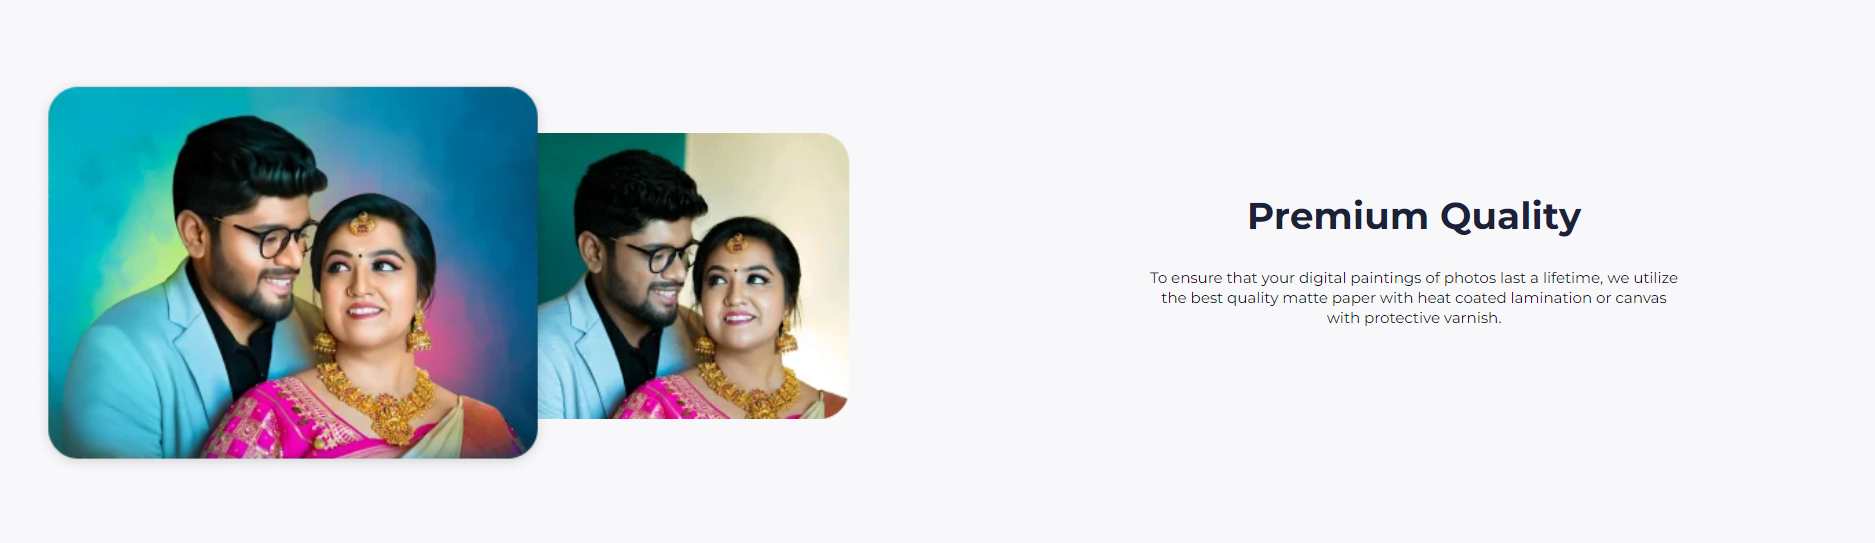 Premium Quality
To ensure that your digital paintings of photos last a lifetime, we utilize
the best quality matte paper with heat coated lamination or canvas
with protective varnish.